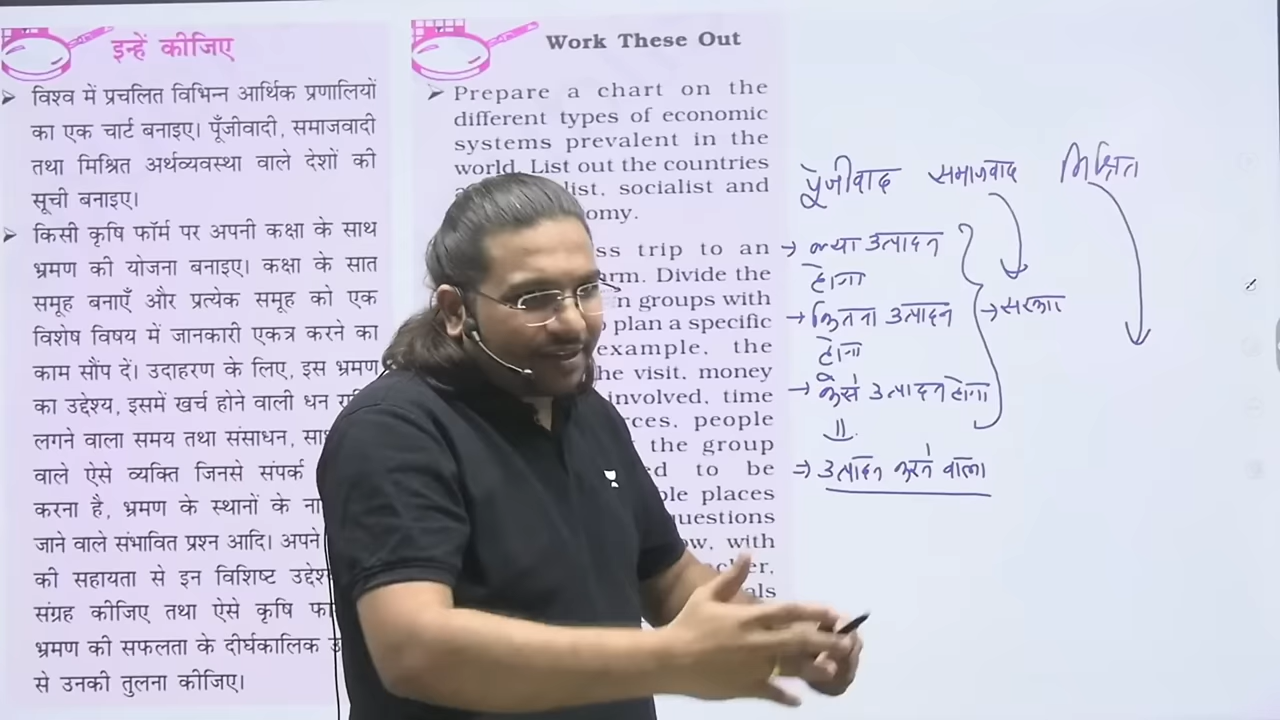 इन्हें कीजिए
विश्व में प्रचलित विभिन्न आर्थिक प्रणालियों
का एक चार्ट बनाइए। पूँजीवादी, समाजवादी
तथा मिश्रित अर्थव्यवस्था वाले देशों की
सूची बनाइए।
किसी कृषि फॉर्म पर अपनी कक्षा के साथ
भ्रमण की योजना बनाइए। कक्षा के सात
समूह बनाएँ और प्रत्येक समूह को एक
विशेष विषय में जानकारी एकत्र करने का
काम सौंप दें। उदाहरण के लिए, इस भ्रमण
का उद्देश्य, इसमें खर्च होने वाली धन
लगने वाला समय तथा संसाधन,
वाले ऐसे व्यक्ति जिनसे संपर्क
करना है, भ्रमण के स्थानों के
जाने वाले संभावित प्रश्न आदि। अपने
की सहायता से इन विशिष्ट
संग्रह कीजिए तथा ऐसे कृषि
भ्रमण की सफलता के दीर्घकालिक
से उनकी तुलना कीजिए।
Work These Out
Prepare a chart on the
different types of economic
systems prevalent in the
world. List out the countries
socialist and
trip to an
Divide the
groups with
plan a specific
example, the
visit, money
involved, time
people
the group
to be
places
questions
with
पूँजीवाद समाजवाद मिश्रित
→ क्या उत्पादन
होगा
→ कितना उत्पादन → सरकार
होगा
→ कैसे उत्पादन होगा
⇒ उत्पादन करने वाला